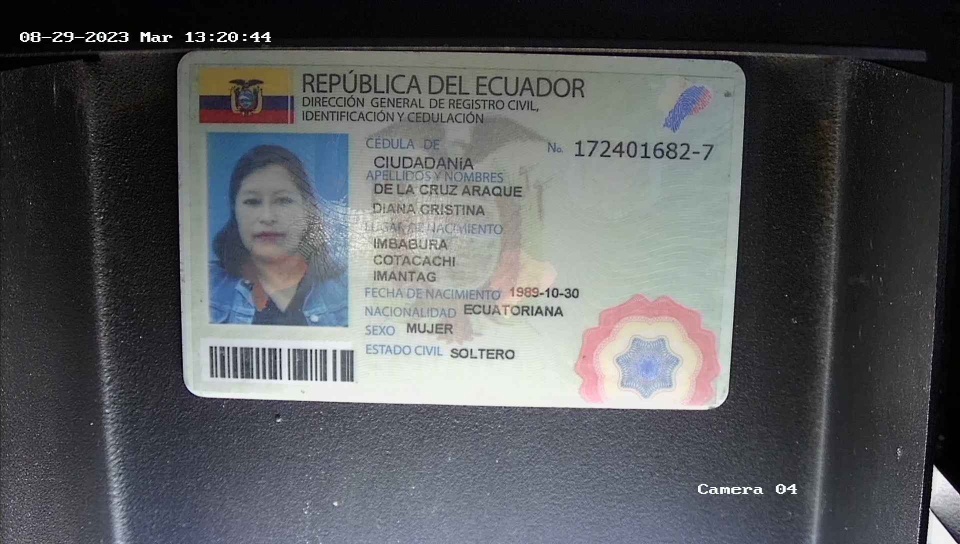 08-29-2023 Mar 13:20:44
REPÚBLICA DEL ECUADOR
DIRECCIÓN GENERAL DE REGISTRO CIVIL,
IDENTIFICACIÓN Y CEDULACIÓN
CÉDULA DE No. 172401682-7
CIUDADANÍA
APELLIDOS Y NOMBRES
DE LA CRUZ ARAQUE
DIANA CRISTINA
LUGAR DE NACIMIENTO
IMBABURA
COTACACHI
IMANTAG
FECHA DE NACIMIENTO 1989-10-30
NACIONALIDAD ECUATORIANA
SEXO MUJER
ESTADO CIVIL SOLTERO
Camera 04